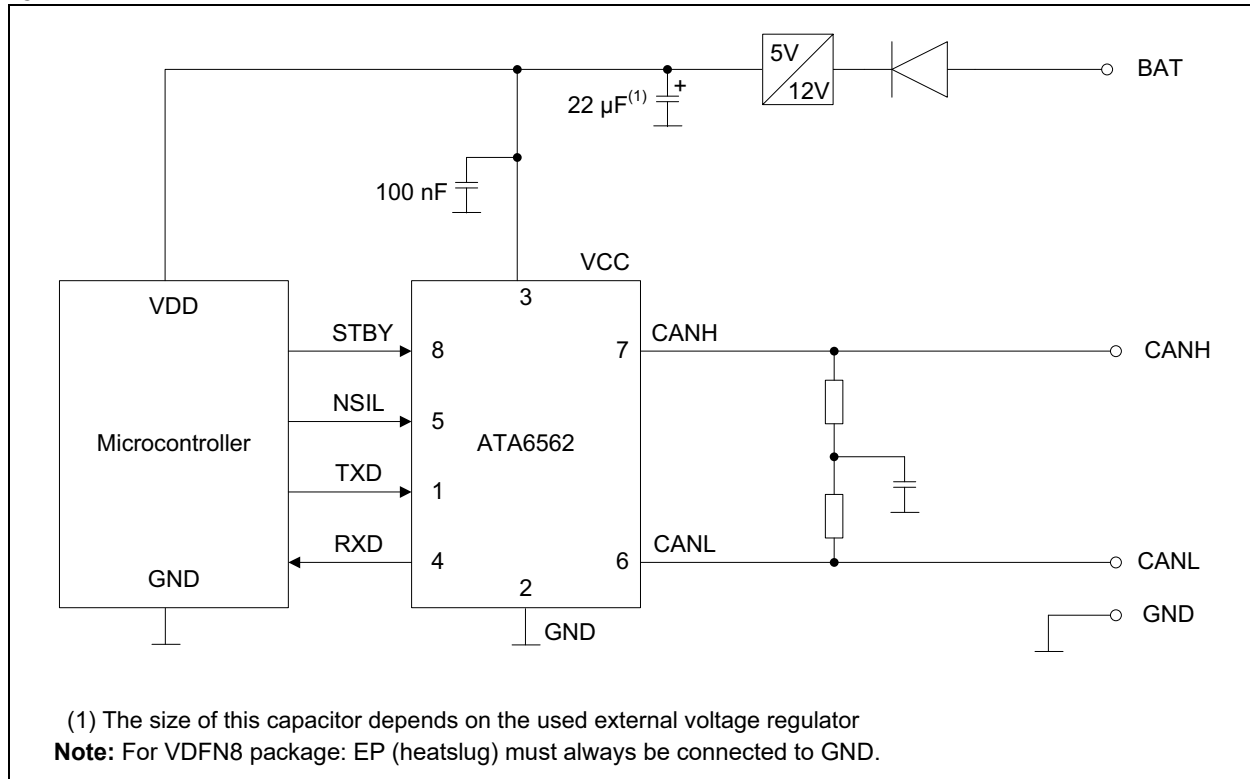 5V
12V
BAT
22 µF(1)
+
100 nF
VCC
VDD
3
STBY
8
7
CANH
CANH
NSIL
5
Microcontroller
ATA6562
TXD
1
RXD
4
6
CANL
CANL
GND
2
GND
GND
(1) The size of this capacitor depends on the used external voltage regulator
Note: For VDFN8 package: EP (heatslug) must always be connected to GND.